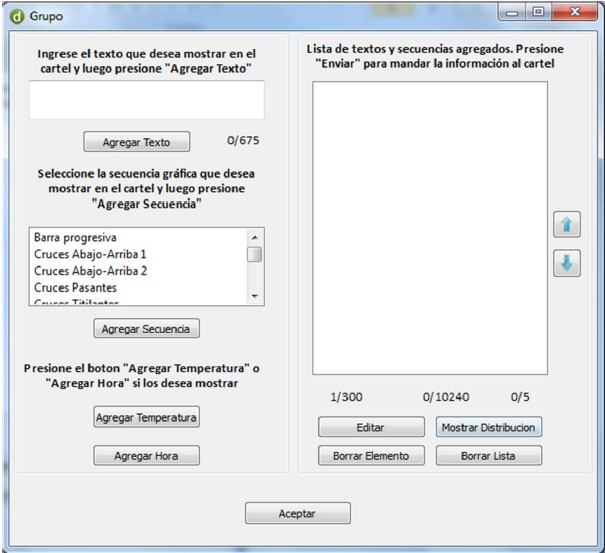 Grupo
Ingrese el texto que desea mostrar en el
cartel y luego presione "Agregar Texto"
Agregar Texto
0/675
Seleccione la secuencia gráfica que desea
mostrar en el cartel y luego presione
"Agregar Secuencia"
Barra progresiva
Cruces Abajo-Arriba 1
Cruces Abajo-Arriba 2
Cruces Pasantes
Cruces Titilantes
Agregar Secuencia
Presione el boton "Agregar Temperatura" o
"Agregar Hora" si los desea mostrar
Agregar Temperatura
Agregar Hora
Lista de textos y secuencias agregados. Presione
"Enviar" para mandar la información al cartel
1/300
0/10240
0/5
Editar
Mostrar Distribucion
Borrar Elemento
Borrar Lista
Aceptar